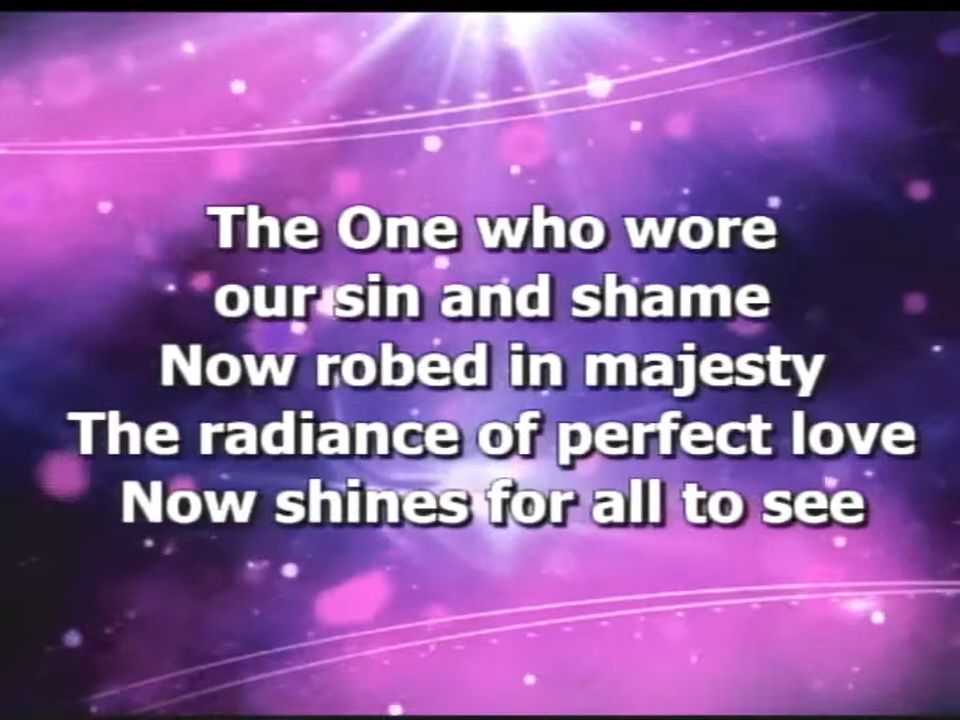 The One who wore
our sin and shame
Now robed in majesty
The radiance of perfect love
Now shines for all to see